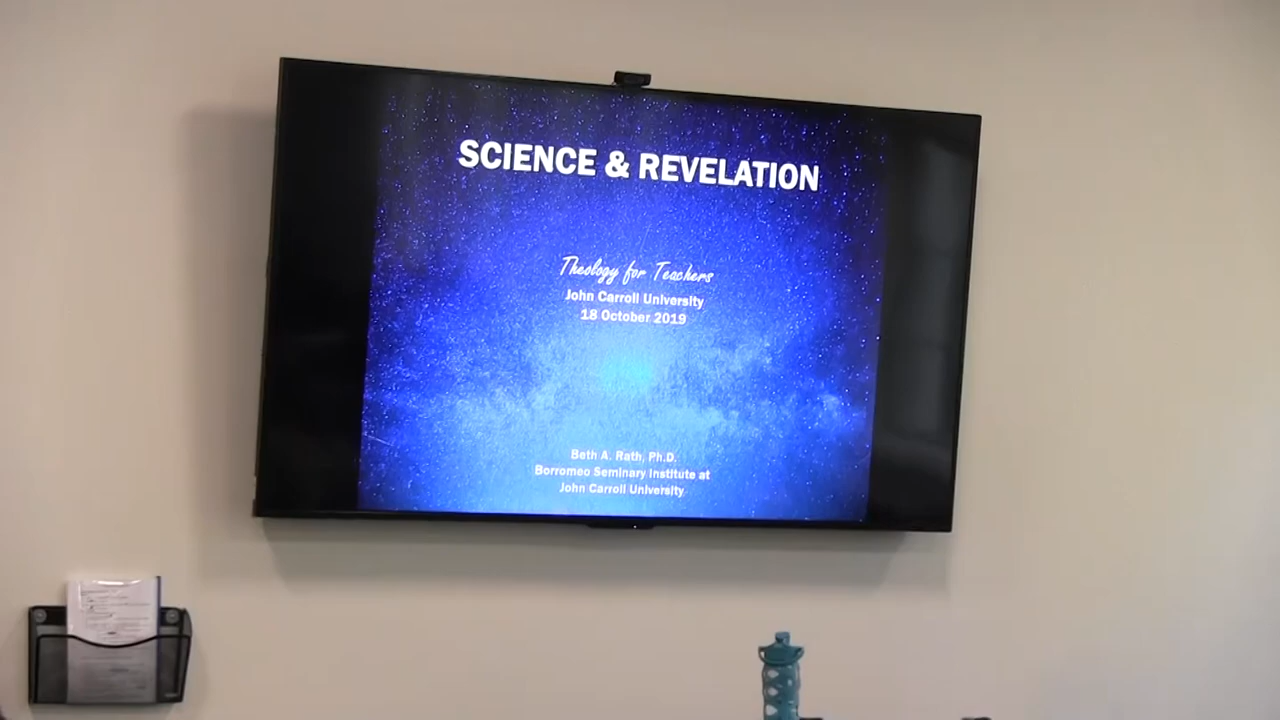 SCIENCE & REVELATION
Theology for Teachers
John Carroll University
18 October 2019
Beth A. Rath, Ph.D.
Borromeo Seminary Institute at
John Carroll University